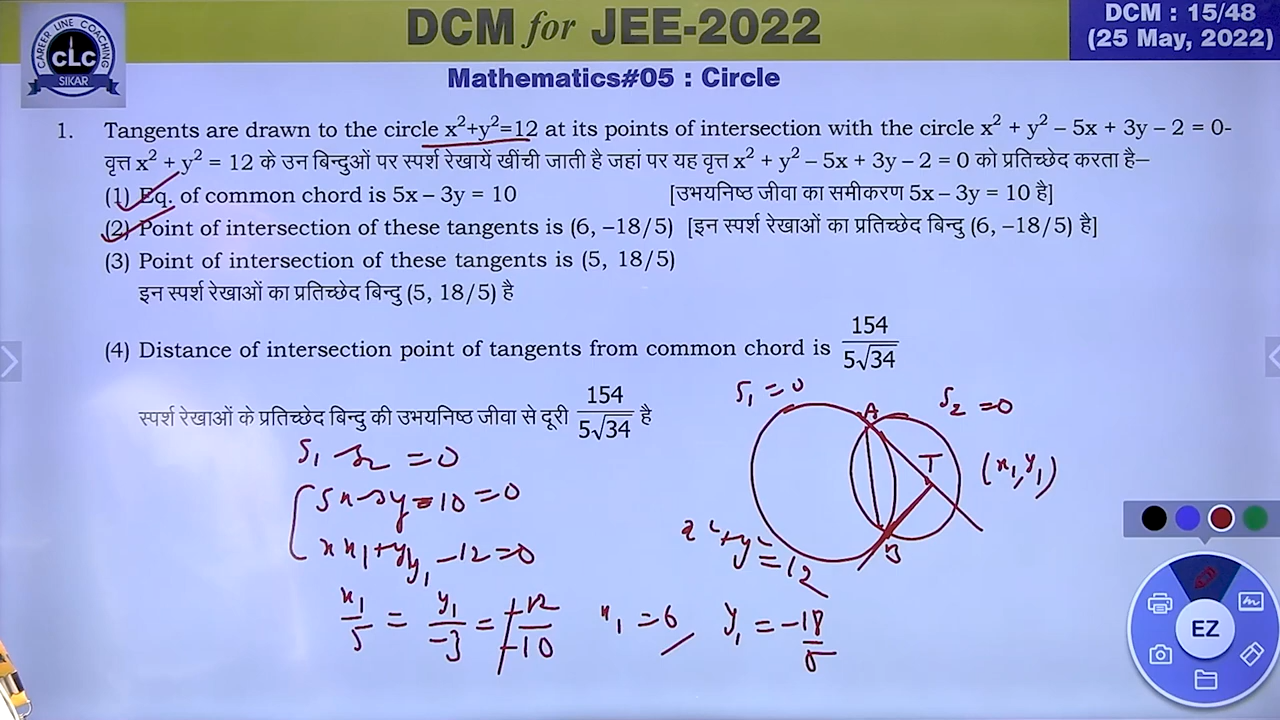 CAREER LINE COACHING
CLC
SIKAR
DCM for JEE-2022
DCM : 15/48
(25 May, 2022)
Mathematics#05 : Circle
1. Tangents are drawn to the circle x²+y²=12 at its points of intersection with the circle x² + y² – 5x + 3y – 2 = 0-
वृत्त x² + y² = 12 के उन बिन्दुओं पर स्पर्श रेखायें खींची जाती है जहां पर यह वृत्त x² + y² – 5x + 3y – 2 = 0 को प्रतिच्छेद करता है–
(1) Eq. of common chord is 5x – 3y = 10 [उभयनिष्ठ जीवा का समीकरण 5x – 3y = 10 है]
(2) Point of intersection of these tangents is (6, –18/5) [इन स्पर्श रेखाओं का प्रतिच्छेद बिन्दु (6, –18/5) है]
(3) Point of intersection of these tangents is (5, 18/5)
इन स्पर्श रेखाओं का प्रतिच्छेद बिन्दु (5, 18/5) है
(4) Distance of intersection point of tangents from common chord is 154/5√34
स्पर्श रेखाओं के प्रतिच्छेद बिन्दु की उभयनिष्ठ जीवा से दूरी 154/5√34 है
S₁ = 0
S₂ = 0
A
T
(x₁, y₁)
B
x² + y² = 12
S₁ - S₂ = 0
5x - 3y - 10 = 0
xx₁ + yy₁ - 12 = 0
x₁/5 = y₁/-3 = -12/-10 x₁ = 6 y₁ = -18/5
EZ